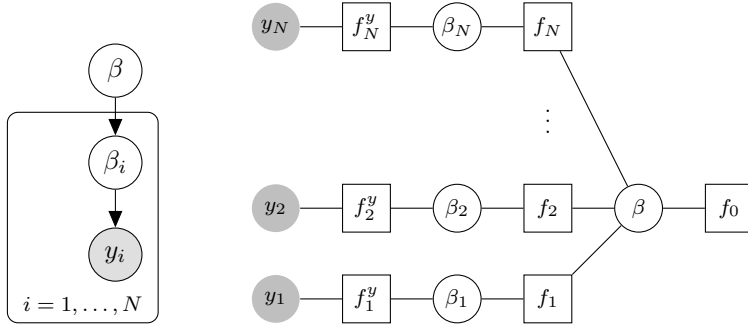 β
β_i
y_i
i = 1, . . . , N
y_N f_N^y β_N f_N
⋮
y_2 f_2^y β_2 f_2 β f_0
y_1 f_1^y β_1 f_1